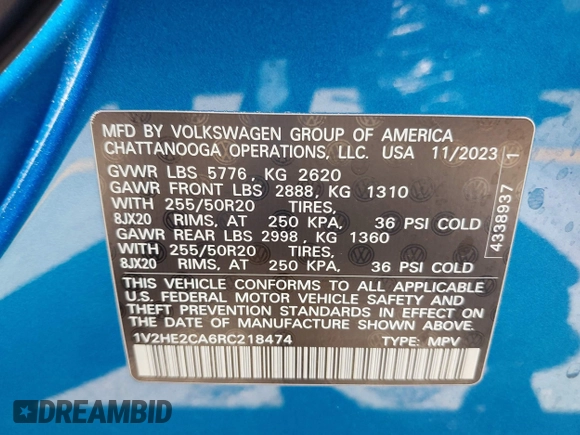 MFD BY VOLKSWAGEN GROUP OF AMERICA
CHATTANOOGA OPERATIONS, LLC. USA 11/2023
GVWR LBS 5776, KG 2620
GAWR FRONT LBS 2888, KG 1310
WITH 255/50R20 TIRES,
8JX20 RIMS, AT 250 KPA, 36 PSI COLD
GAWR REAR LBS 2998, KG 1360
WITH 255/50R20 TIRES,
8JX20 RIMS, AT 250 KPA, 36 PSI COLD
THIS VEHICLE CONFORMS TO ALL APPLICABLE
U.S. FEDERAL MOTOR VEHICLE SAFETY AND
THEFT PREVENTION STANDARDS IN EFFECT ON
THE DATE OF MANUFACTURE SHOWN ABOVE
1V2HE2CA6RC218474 TYPE: MPV
4338937 1
DREAMBID